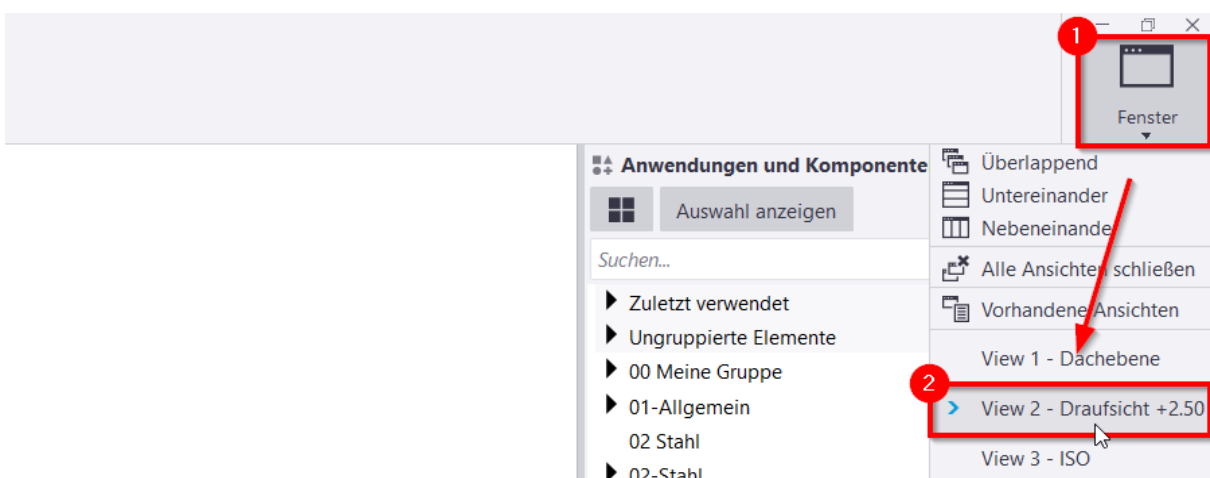 1
Fenster
Anwendungen und Komponente
Auswahl anzeigen
Suchen...
Zuletzt verwendet
Ungruppierte Elemente
00 Meine Gruppe
01-Allgemein
02 Stahl
02-Stahl
Überlappend
Untereinander
Nebeneinande
Alle Ansichten schließen
Vorhandene Ansichten
View 1 - Dachebene
2
View 2 - Draufsicht +2.50
View 3 - ISO